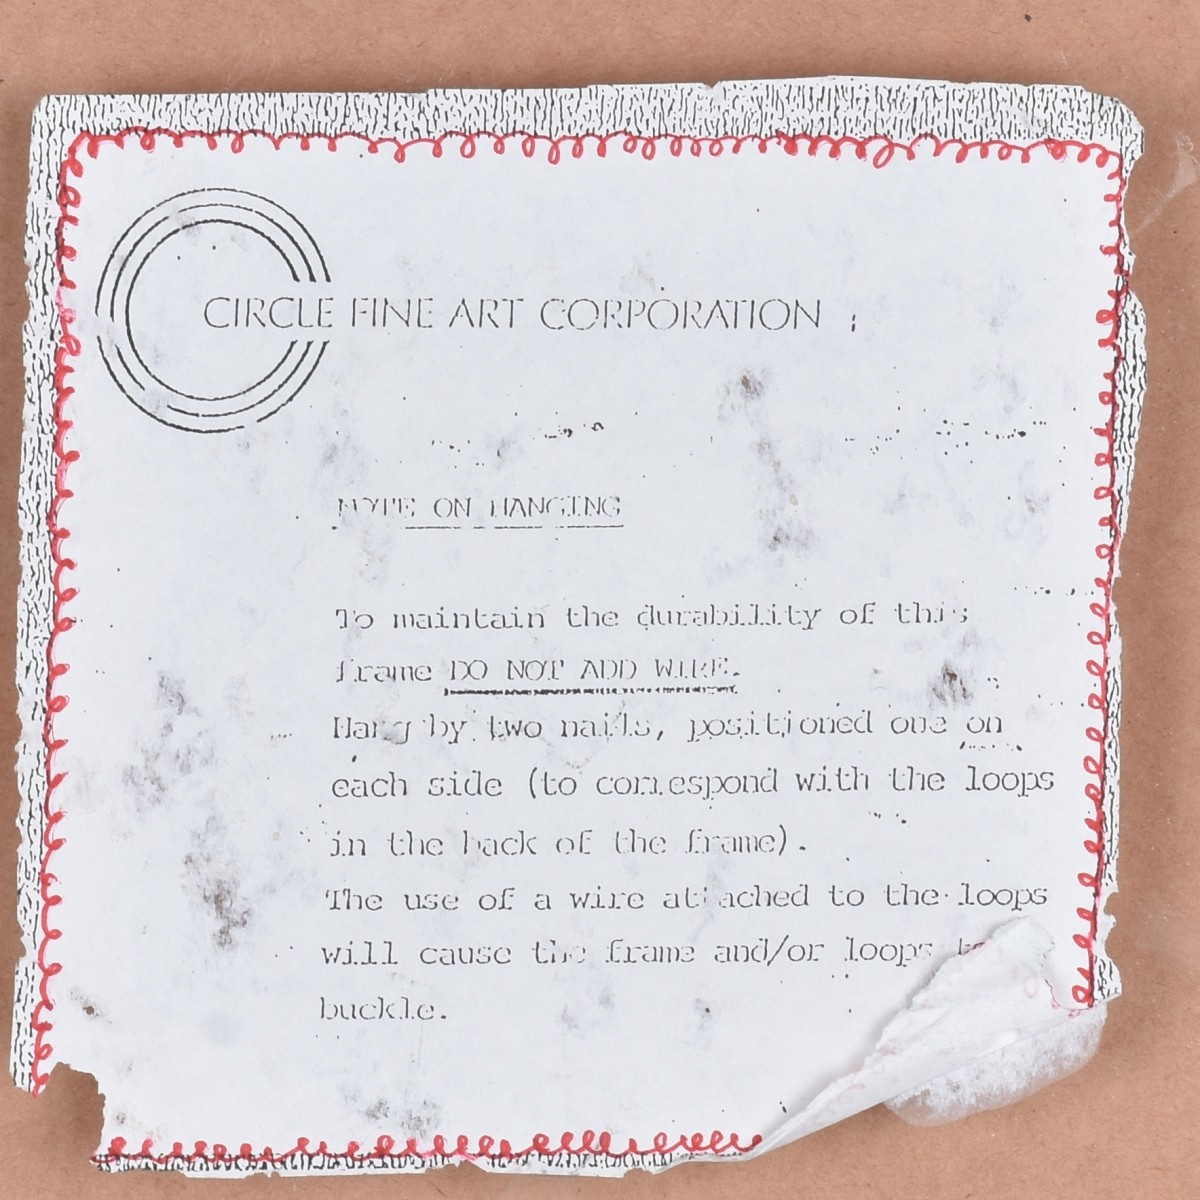 CIRCLE FINE ART CORPORATION
NOTE ON HANGING
To maintain the durability of this
frame DO NOT ADD WIRE.
Hang by two nails, positioned one on
each side (to correspond with the loops
in the back of the frame).
The use of a wire attached to the loops
will cause the frame and/or loops to
buckle.